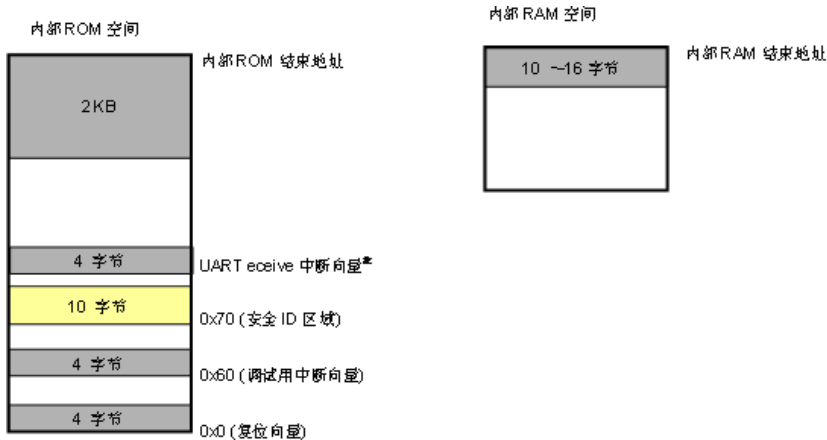 内部ROM 空间
内部ROM 结束地址
2KB
4 字节
UART eceive 中断向量*
10 字节
0x70 (安全 ID 区域)
4 字节
0x60 (调试用中断向量)
4 字节
0x0 (复位向量)
内部 RAM 空间
10 ~16 字节
内部RAM 结束地址